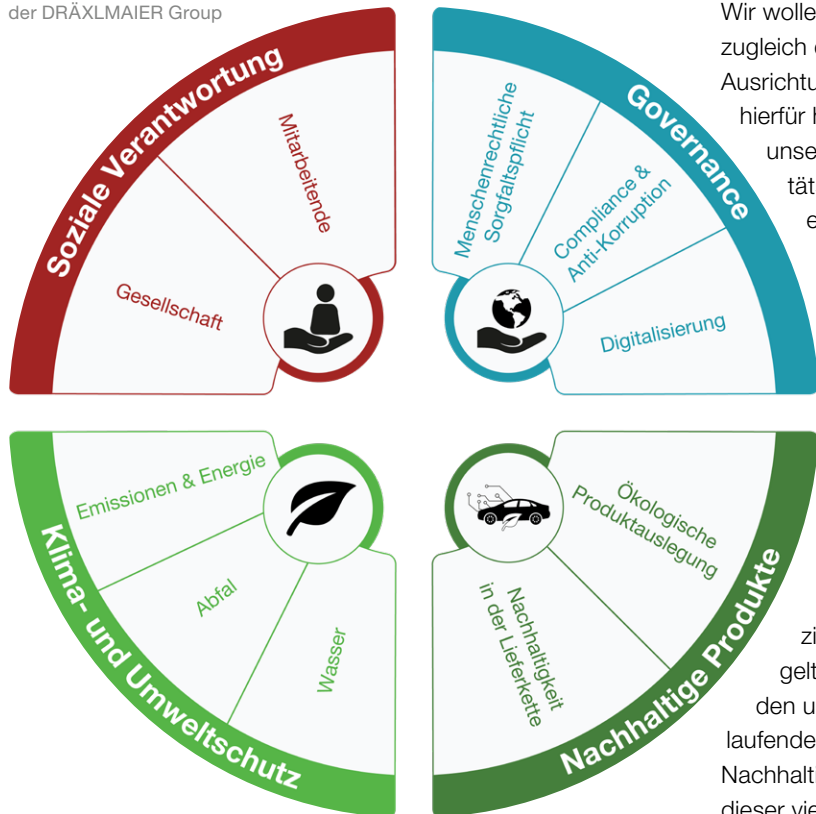 der DRÄXLMAIER Group
Soziale Verantwortung
Mitarbeitende
Gesellschaft
Governance
Menschenrechtliche
Sorgfaltspflicht
Compliance &
Anti-Korruption
Digitalisierung
Klima- und Umweltschutz
Emissionen & Energie
Abfal
Wasser
Nachhaltige Produkte
Ökologische
Produktauslegung
Nachhaltigkeit
in der Lieferkette
Wir wolle
zugleich
Ausrichtu
hierfür
unse
tät
e
zi
gelt
den u
laufende
Nachhalti
dieser vie